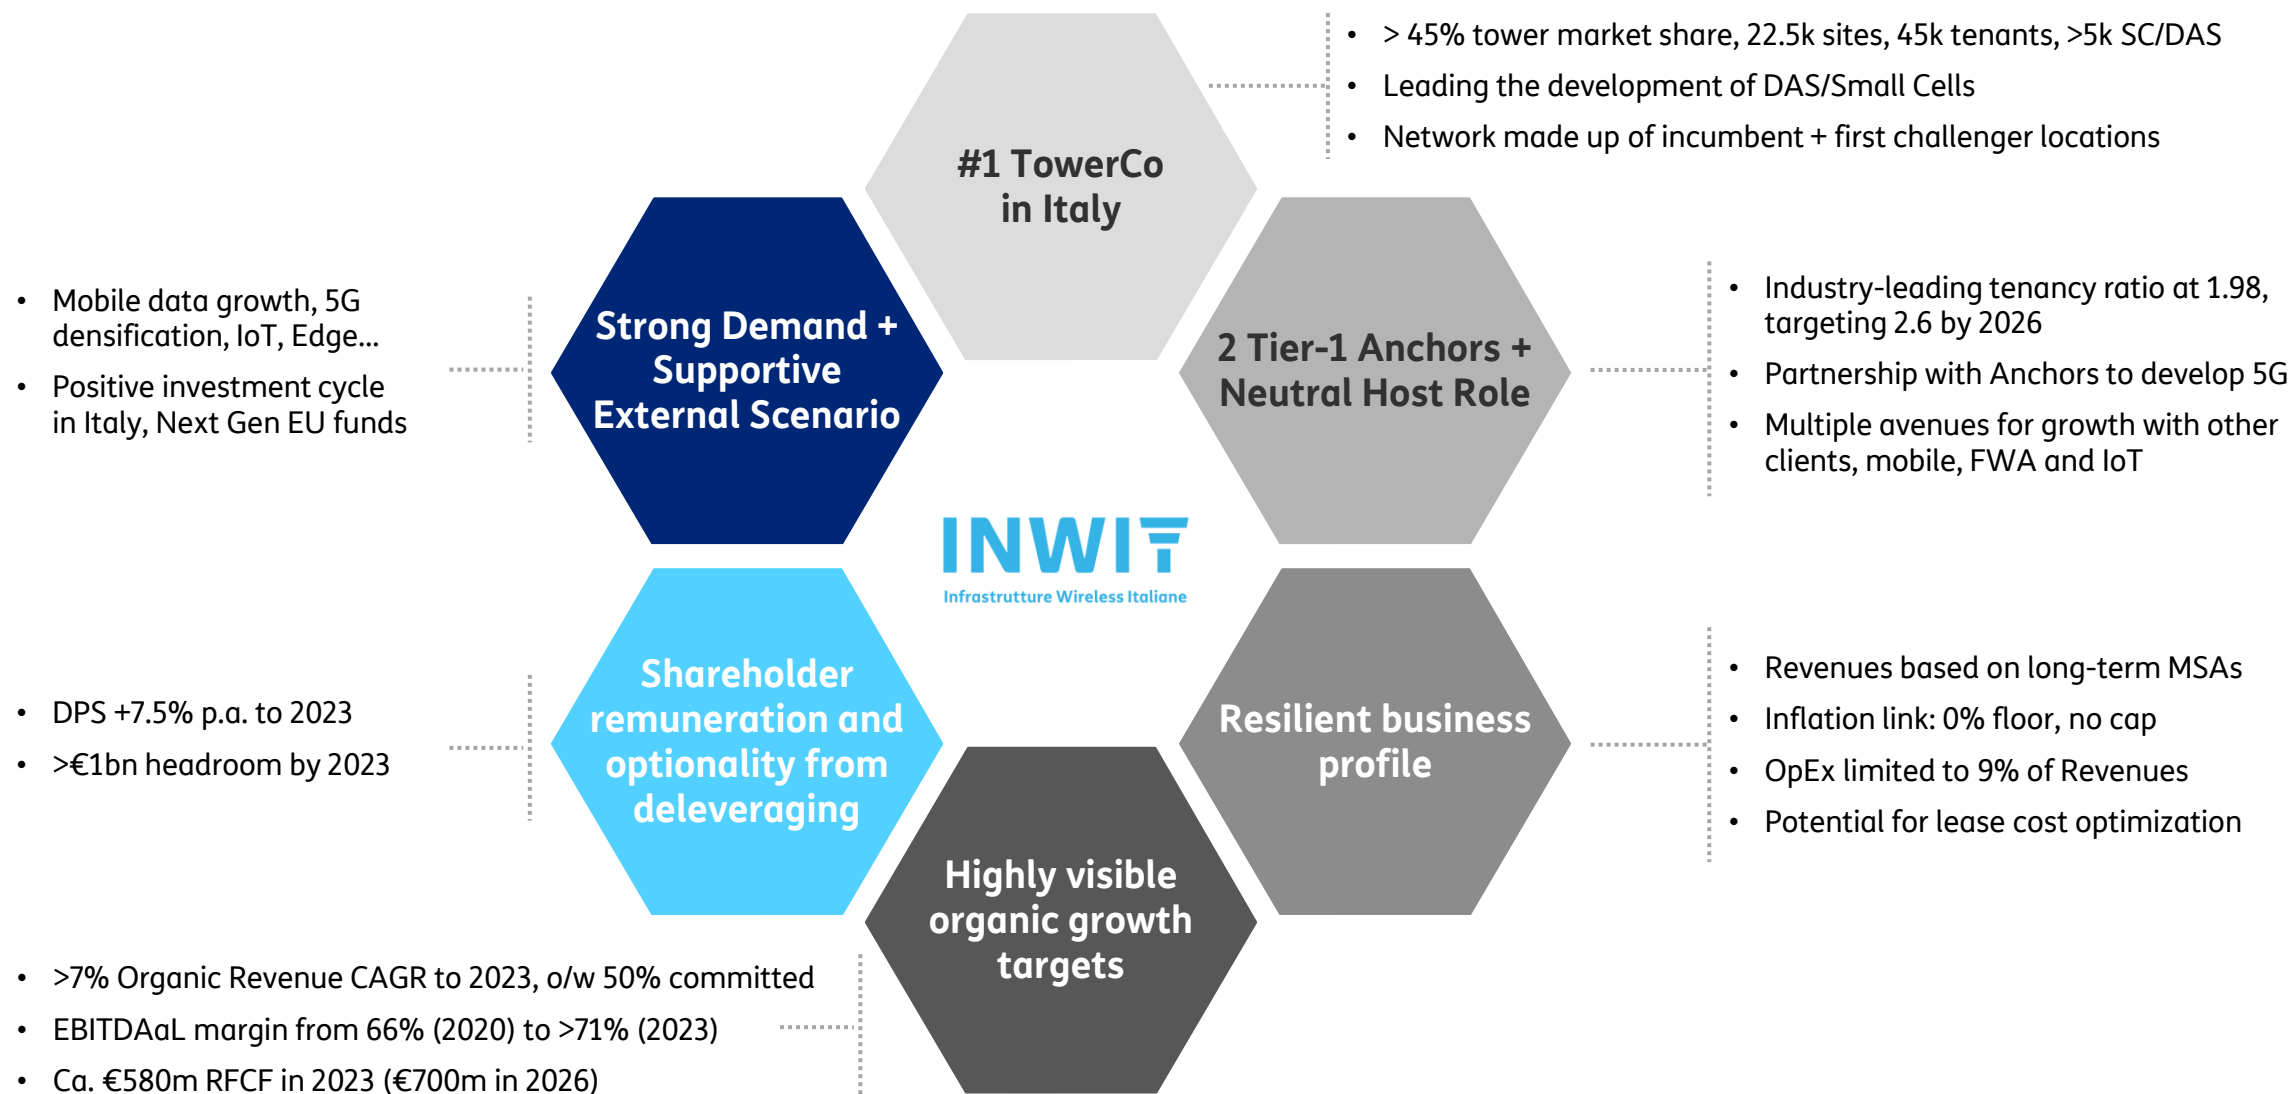 #1 TowerCo
in Italy
• > 45% tower market share, 22.5k sites, 45k tenants, >5k SC/DAS
• Leading the development of DAS/Small Cells
• Network made up of incumbent + first challenger locations
2 Tier-1 Anchors +
Neutral Host Role
• Industry-leading tenancy ratio at 1.98,
targeting 2.6 by 2026
• Partnership with Anchors to develop 5G
• Multiple avenues for growth with other
clients, mobile, FWA and IoT
Resilient business
profile
• Revenues based on long-term MSAs
• Inflation link: 0% floor, no cap
• OpEx limited to 9% of Revenues
• Potential for lease cost optimization
Highly visible
organic growth
targets
• >7% Organic Revenue CAGR to 2023, o/w 50% committed
• EBITDAaL margin from 66% (2020) to >71% (2023)
• Ca. €580m RFCF in 2023 (€700m in 2026)
Shareholder
remuneration and
optionality from
deleveraging
• DPS +7.5% p.a. to 2023
• >€1bn headroom by 2023
Strong Demand +
Supportive
External Scenario
• Mobile data growth, 5G
densification, IoT, Edge...
• Positive investment cycle
in Italy, Next Gen EU funds
INWIT
Infrastrutture Wireless Italiane